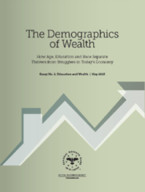 The Demographics
of Wealth
How Age, Education and Race Separate
Thrivers from Strugglers in Today's Economy
Essay No. 2: Education and Wealth | May 2015